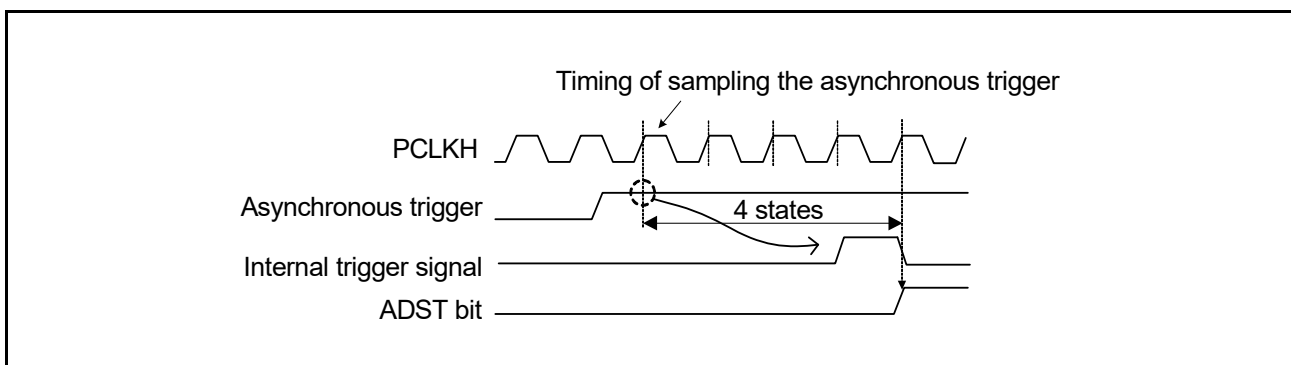 Timing of sampling the asynchronous trigger
PCLKH
Asynchronous trigger
4 states
Internal trigger signal
ADST bit